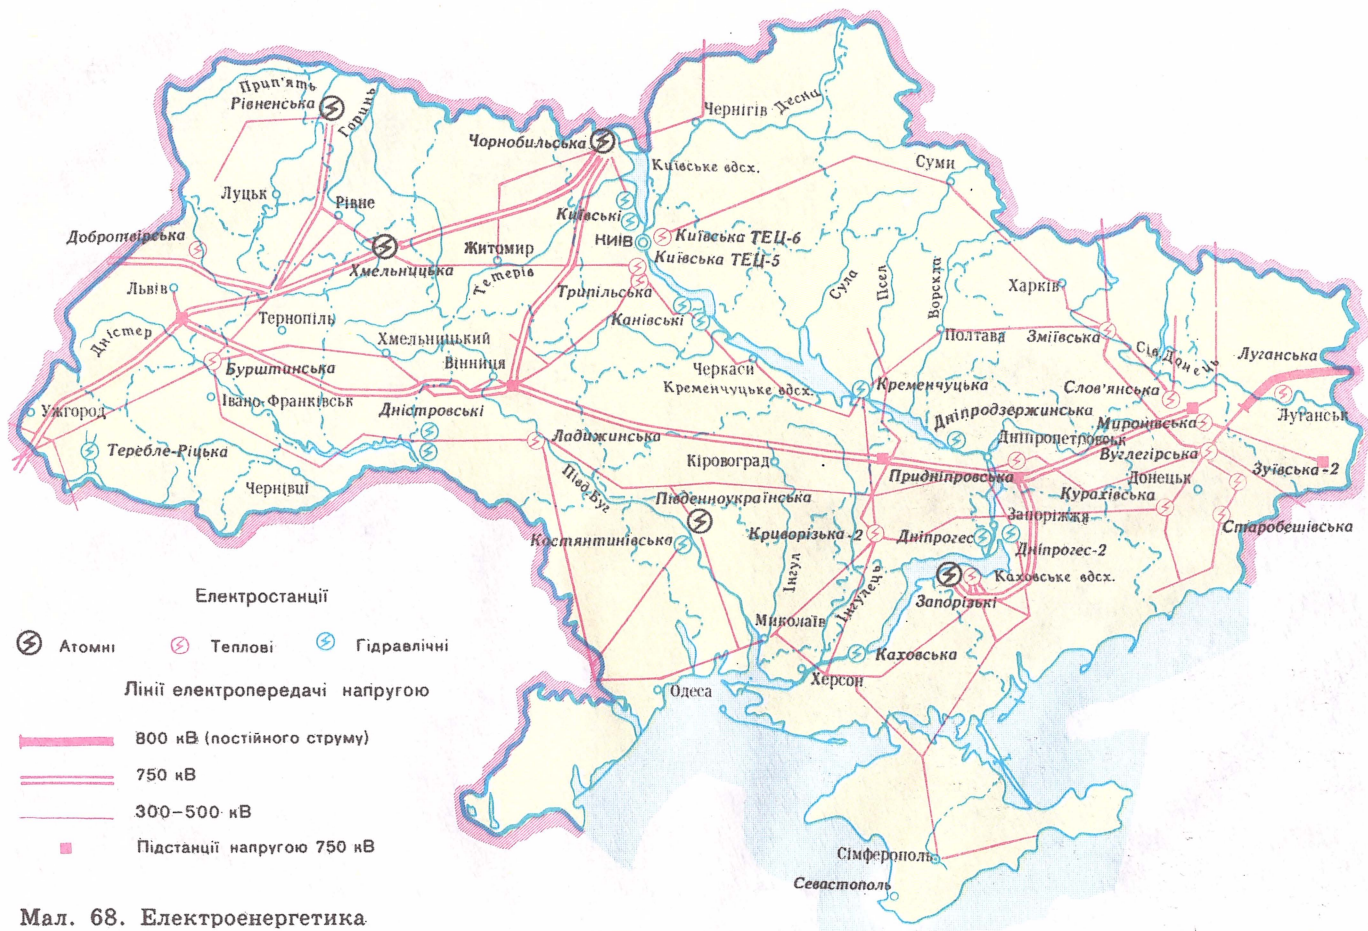 Прип'ять
Рівненська
Горинь
Чорнобильська
Чернігів
Десна
Київське вдсх.
Суми
Луцьк
Рівне
Київські
КИЇВ
Київська ТЕЦ-6
Київська ТЕЦ-5
Добротвірська
Житомир
Хмельницька
Тетерів
Трипільська
Канівські
Сула
Псел
Ворскла
Харків
Львів
Тернопіль
Дністер
Хмельницький
Вінниця
Бурштинська
Івано-Франківськ
Ужгород
Теребле-Ріцька
Чернівці
Дністровські
Ладижинська
Черкаси
Кременчуцьке вдсх.
Кременчуцька
Полтава
Зміївська
Сів. Донець
Луганська
Слов'янська
Луганськ
Миронівська
Дніпродзержинська
Дніпропетровськ
Вуглегірська
Зуївська-2
Кіровоград
Придніпровська
Донецьк
Курахівська
Старобешівська
Півд. Буг
Південноукраїнська
Костянтинівська
Криворізька-2
Запоріжжя
Дніпрогес
Дніпрогес-2
Каховське вдсх.
Запорізькі
Інгул
Інгулець
Миколаїв
Каховська
Херсон
Одеса
Сімферополь
Севастополь
Електростанції
Атомні Теплові Гідравлічні
Лінії електропередачі напругою
800 кВ (постійного струму)
750 кВ
300–500 кВ
Підстанції напругою 750 кВ
Мал. 68. Електроенергетика